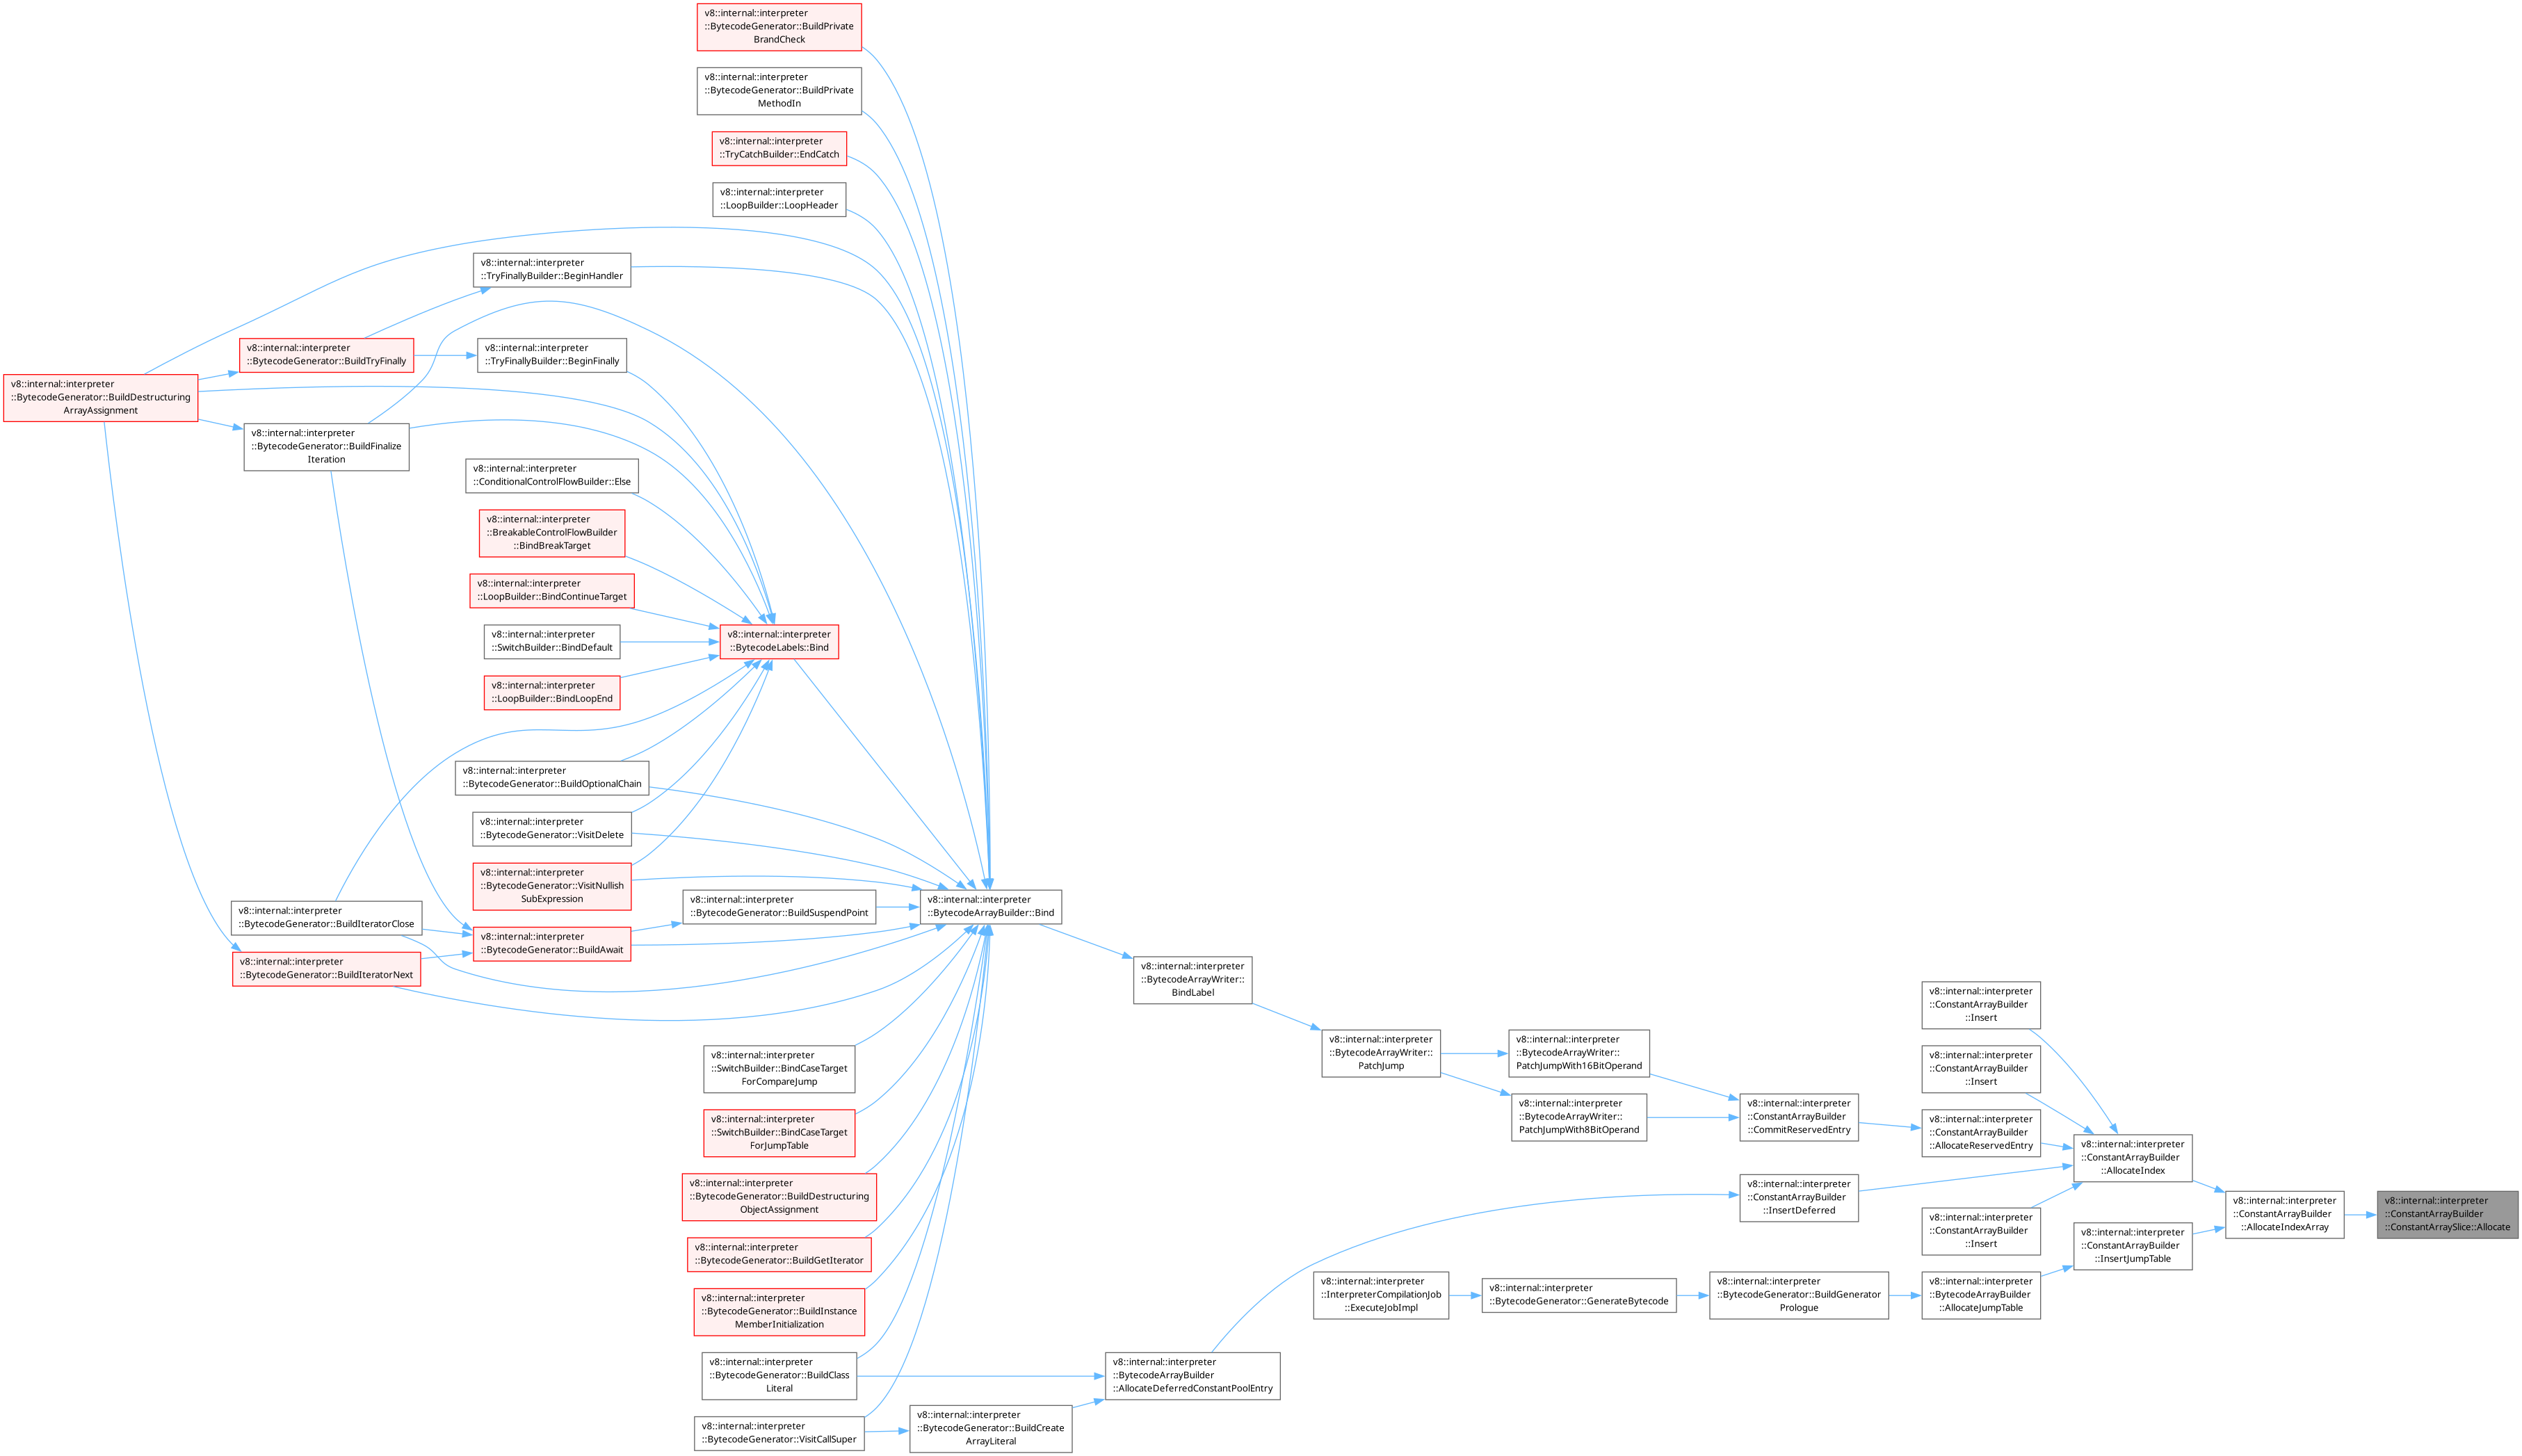 v8::internal::interpreter
::BytecodeGenerator::BuildPrivate
BrandCheck
v8::internal::interpreter
::BytecodeGenerator::BuildPrivate
MethodIn
v8::internal::interpreter
::TryCatchBuilder::EndCatch
v8::internal::interpreter
::LoopBuilder::LoopHeader
v8::internal::interpreter
::TryFinallyBuilder::BeginHandler
v8::internal::interpreter
::BytecodeGenerator::BuildTryFinally
v8::internal::interpreter
::TryFinallyBuilder::BeginFinally
v8::internal::interpreter
::BytecodeGenerator::BuildDestructuring
ArrayAssignment
v8::internal::interpreter
::BytecodeGenerator::BuildFinalize
Iteration
v8::internal::interpreter
::ConditionalControlFlowBuilder::Else
v8::internal::interpreter
::BreakableControlFlowBuilder
::BindBreakTarget
v8::internal::interpreter
::LoopBuilder::BindContinueTarget
v8::internal::interpreter
::SwitchBuilder::BindDefault
v8::internal::interpreter
::BytecodeLabels::Bind
v8::internal::interpreter
::LoopBuilder::BindLoopEnd
v8::internal::interpreter
::BytecodeGenerator::BuildOptionalChain
v8::internal::interpreter
::BytecodeGenerator::VisitDelete
v8::internal::interpreter
::BytecodeGenerator::VisitNullish
SubExpression
v8::internal::interpreter
::BytecodeGenerator::BuildSuspendPoint
v8::internal::interpreter
::BytecodeArrayBuilder::Bind
v8::internal::interpreter
::BytecodeGenerator::BuildIteratorClose
v8::internal::interpreter
::BytecodeGenerator::BuildAwait
v8::internal::interpreter
::BytecodeGenerator::BuildIteratorNext
v8::internal::interpreter
::BytecodeArrayWriter::
BindLabel
v8::internal::interpreter
::ConstantArrayBuilder
::Insert
v8::internal::interpreter
::SwitchBuilder::BindCaseTarget
ForCompareJump
v8::internal::interpreter
::BytecodeArrayWriter::
PatchJump
v8::internal::interpreter
::BytecodeArrayWriter::
PatchJumpWith16BitOperand
v8::internal::interpreter
::ConstantArrayBuilder
::Insert
v8::internal::interpreter
::SwitchBuilder::BindCaseTarget
ForJumpTable
v8::internal::interpreter
::BytecodeArrayWriter::
PatchJumpWith8BitOperand
v8::internal::interpreter
::ConstantArrayBuilder
::CommitReservedEntry
v8::internal::interpreter
::ConstantArrayBuilder
::AllocateReservedEntry
v8::internal::interpreter
::ConstantArrayBuilder
::AllocateIndex
v8::internal::interpreter
::BytecodeGenerator::BuildDestructuring
ObjectAssignment
v8::internal::interpreter
::ConstantArrayBuilder
::InsertDeferred
v8::internal::interpreter
::ConstantArrayBuilder
::Insert
v8::internal::interpreter
::ConstantArrayBuilder
::AllocateIndexArray
v8::internal::interpreter
::ConstantArrayBuilder
::ConstantArraySlice::Allocate
v8::internal::interpreter
::BytecodeGenerator::BuildGetIterator
v8::internal::interpreter
::ConstantArrayBuilder
::InsertJumpTable
v8::internal::interpreter
::BytecodeGenerator::BuildInstance
MemberInitialization
v8::internal::interpreter
::InterpreterCompilationJob
::ExecuteJobImpl
v8::internal::interpreter
::BytecodeGenerator::GenerateBytecode
v8::internal::interpreter
::BytecodeGenerator::BuildGenerator
Prologue
v8::internal::interpreter
::BytecodeArrayBuilder
::AllocateJumpTable
v8::internal::interpreter
::BytecodeGenerator::BuildClass
Literal
v8::internal::interpreter
::BytecodeArrayBuilder
::AllocateDeferredConstantPoolEntry
v8::internal::interpreter
::BytecodeGenerator::VisitCallSuper
v8::internal::interpreter
::BytecodeGenerator::BuildCreate
ArrayLiteral